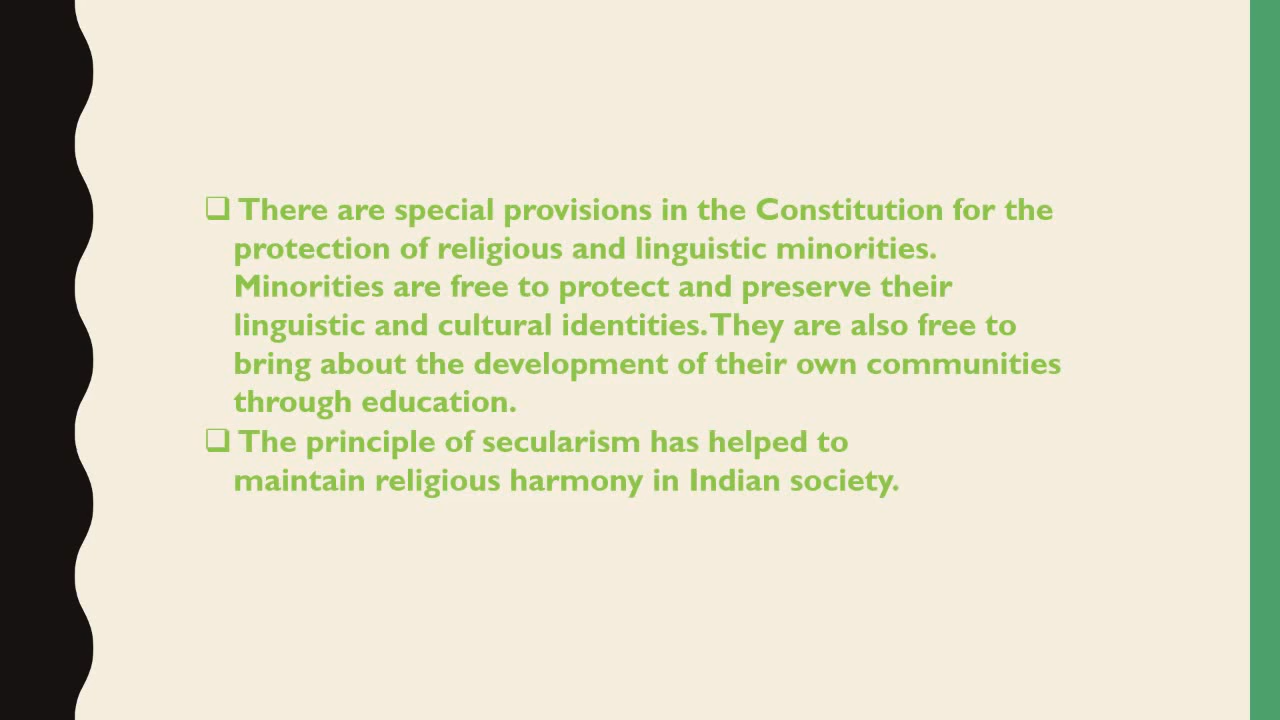 ❑ There are special provisions in the Constitution for the
protection of religious and linguistic minorities.
Minorities are free to protect and preserve their
linguistic and cultural identities. They are also free to
bring about the development of their own communities
through education.
❑ The principle of secularism has helped to
maintain religious harmony in Indian society.